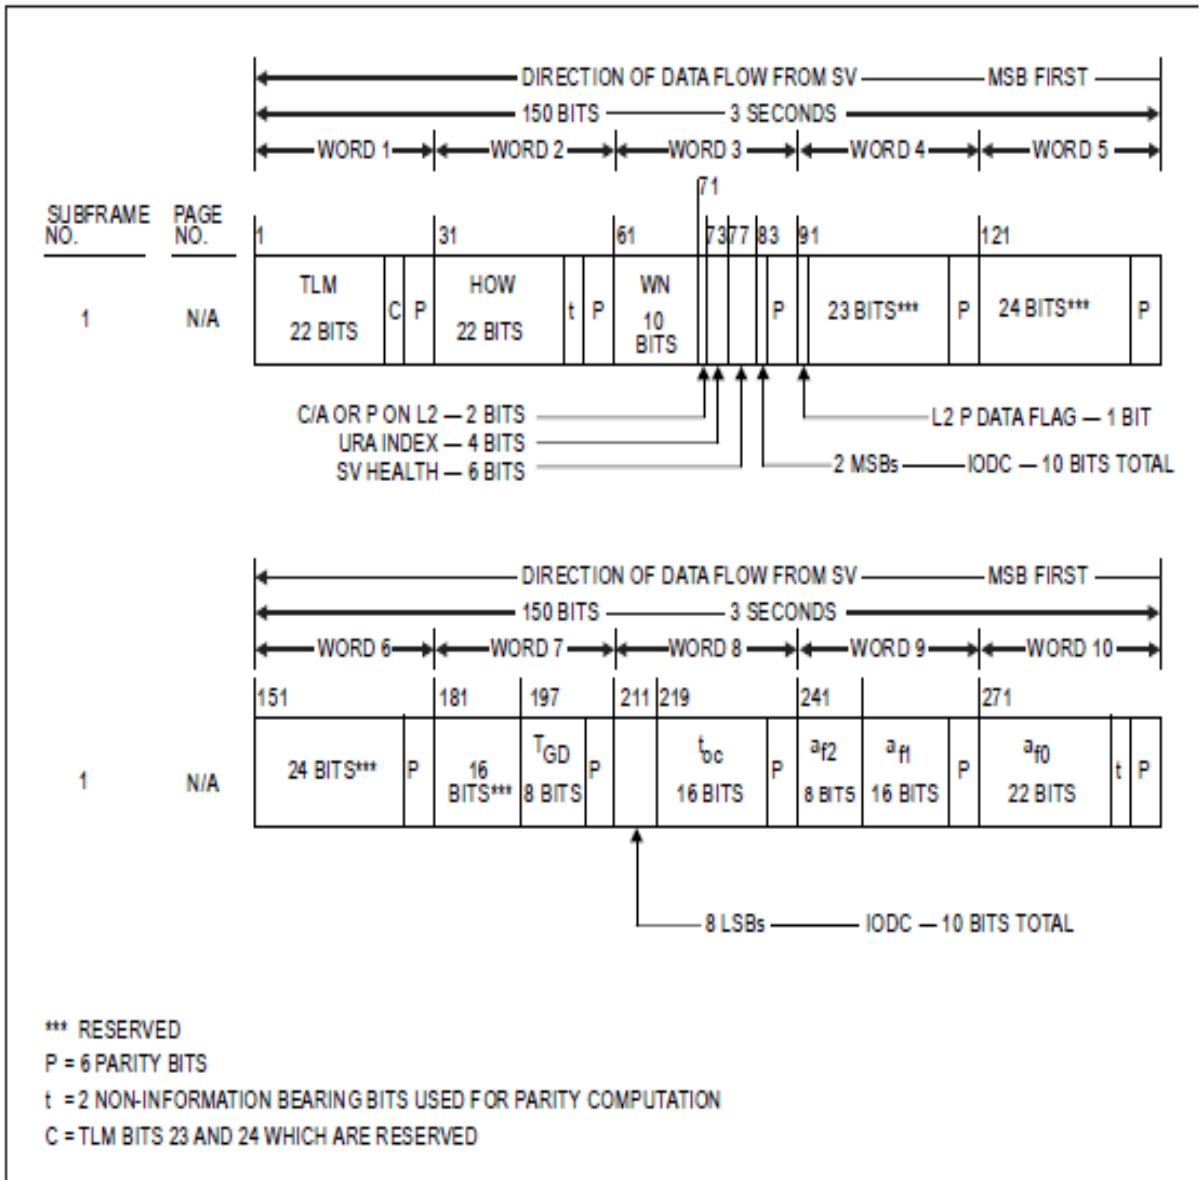 DIRECTION OF DATA FLOW FROM SV MSB FIRST
150 BITS 3 SECONDS
WORD 1 WORD 2 WORD 3 WORD 4 WORD 5
71
SUBFRAME NO. PAGE NO. 1 31 61 73 77 83 91 121
1 N/A TLM 22 BITS C P HOW 22 BITS t P WN 10 BITS P 23 BITS*** P 24 BITS*** P
C/A OR P ON L2 — 2 BITS L2 P DATA FLAG — 1 BIT
URA INDEX — 4 BITS
SV HEALTH — 6 BITS 2 MSBs IODC — 10 BITS TOTAL
DIRECTION OF DATA FLOW FROM SV MSB FIRST
150 BITS 3 SECONDS
WORD 6 WORD 7 WORD 8 WORD 9 WORD 10
151 181 197 211 219 241 271
1 N/A 24 BITS*** P 16 BITS*** TGD 8 BITS P toc 16 BITS P af2 8 BITS af1 16 BITS P af0 22 BITS t P
8 LSBs IODC — 10 BITS TOTAL
*** RESERVED
P = 6 PARITY BITS
t = 2 NON-INFORMATION BEARING BITS USED FOR PARITY COMPUTATION
C = TLM BITS 23 AND 24 WHICH ARE RESERVED